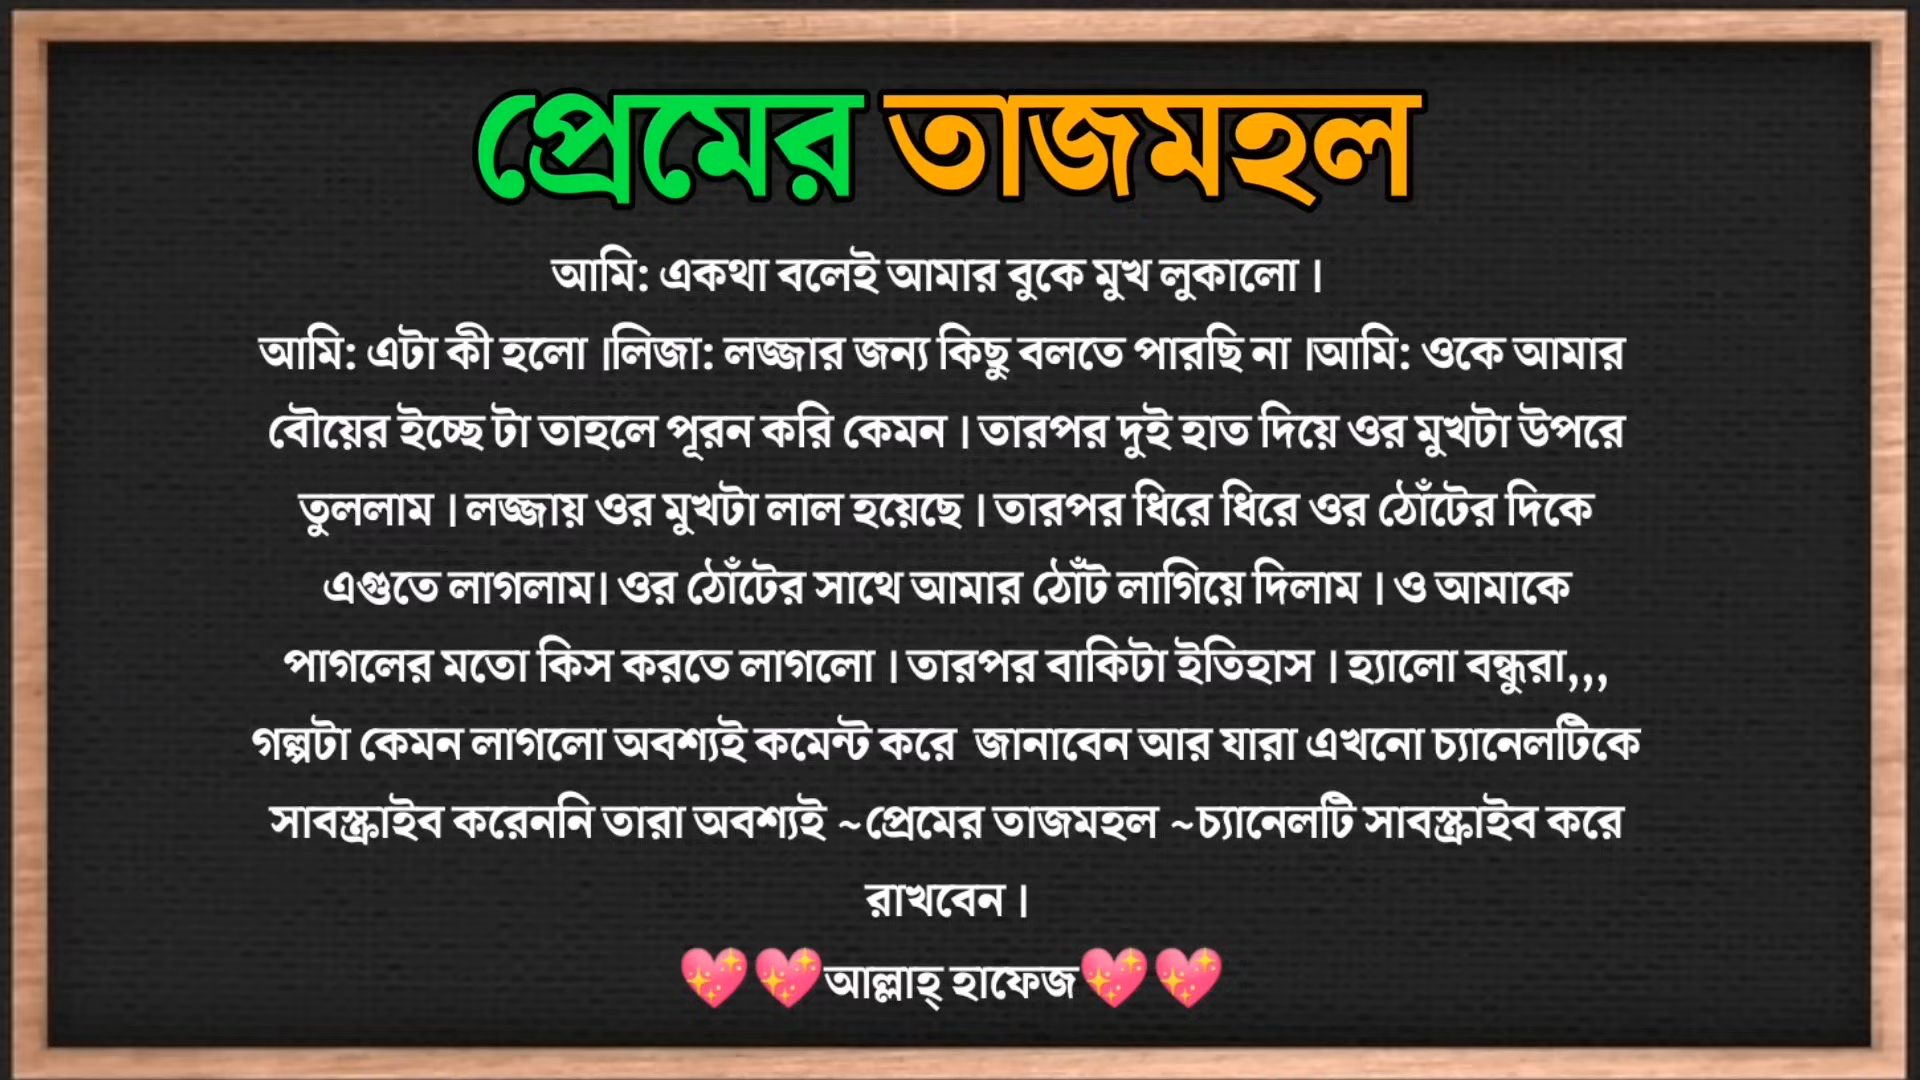 প্রেমের তাজমহল
আমি: একথা বলেই আমার বুকে মুখ লুকালো ।
আমি: এটা কী হলো ।লিজা: লজ্জার জন্য কিছু বলতে পারছি না ।আমি: ওকে আমার
বৌয়ের ইচ্ছে টা তাহলে পূরন করি কেমন । তারপর দুই হাত দিয়ে ওর মুখটা উপরে
তুললাম । লজ্জায় ওর মুখটা লাল হয়েছে । তারপর ধিরে ধিরে ওর ঠোঁটের দিকে
এগুতে লাগলাম। ওর ঠোঁটের সাথে আমার ঠোঁট লাগিয়ে দিলাম । ও আমাকে
পাগলের মতো কিস করতে লাগলো । তারপর বাকিটা ইতিহাস । হ্যালো বন্ধুরা,,,
গল্পটা কেমন লাগলো অবশ্যই কমেন্ট করে জানাবেন আর যারা এখনো চ্যানেলটিকে
সাবস্ক্রাইব করেননি তারা অবশ্যই ~প্রেমের তাজমহল ~চ্যানেলটি সাবস্ক্রাইব করে
রাখবেন ।
💖💖আল্লাহ্ হাফেজ💖💖